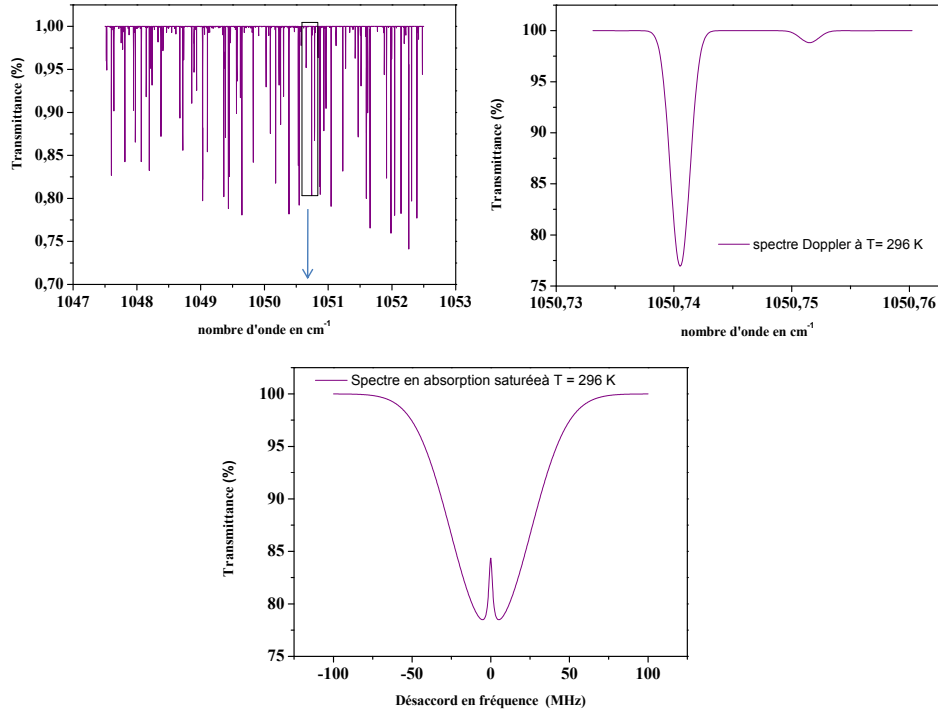 1,00
0,95
0,90
0,85
0,80
0,75
0,70
Transmittance (%)
1047 1048 1049 1050 1051 1052 1053
nombre d'onde en cm-1
100
95
90
85
80
75
Transmittance (%)
spectre Doppler à T= 296 K
1050,73 1050,74 1050,75 1050,76
nombre d'onde en cm-1
Spectre en absorption saturéeà T = 296 K
100
95
90
85
80
75
Transmittance (%)
-100 -50 0 50 100
Désaccord en fréquence (MHz)